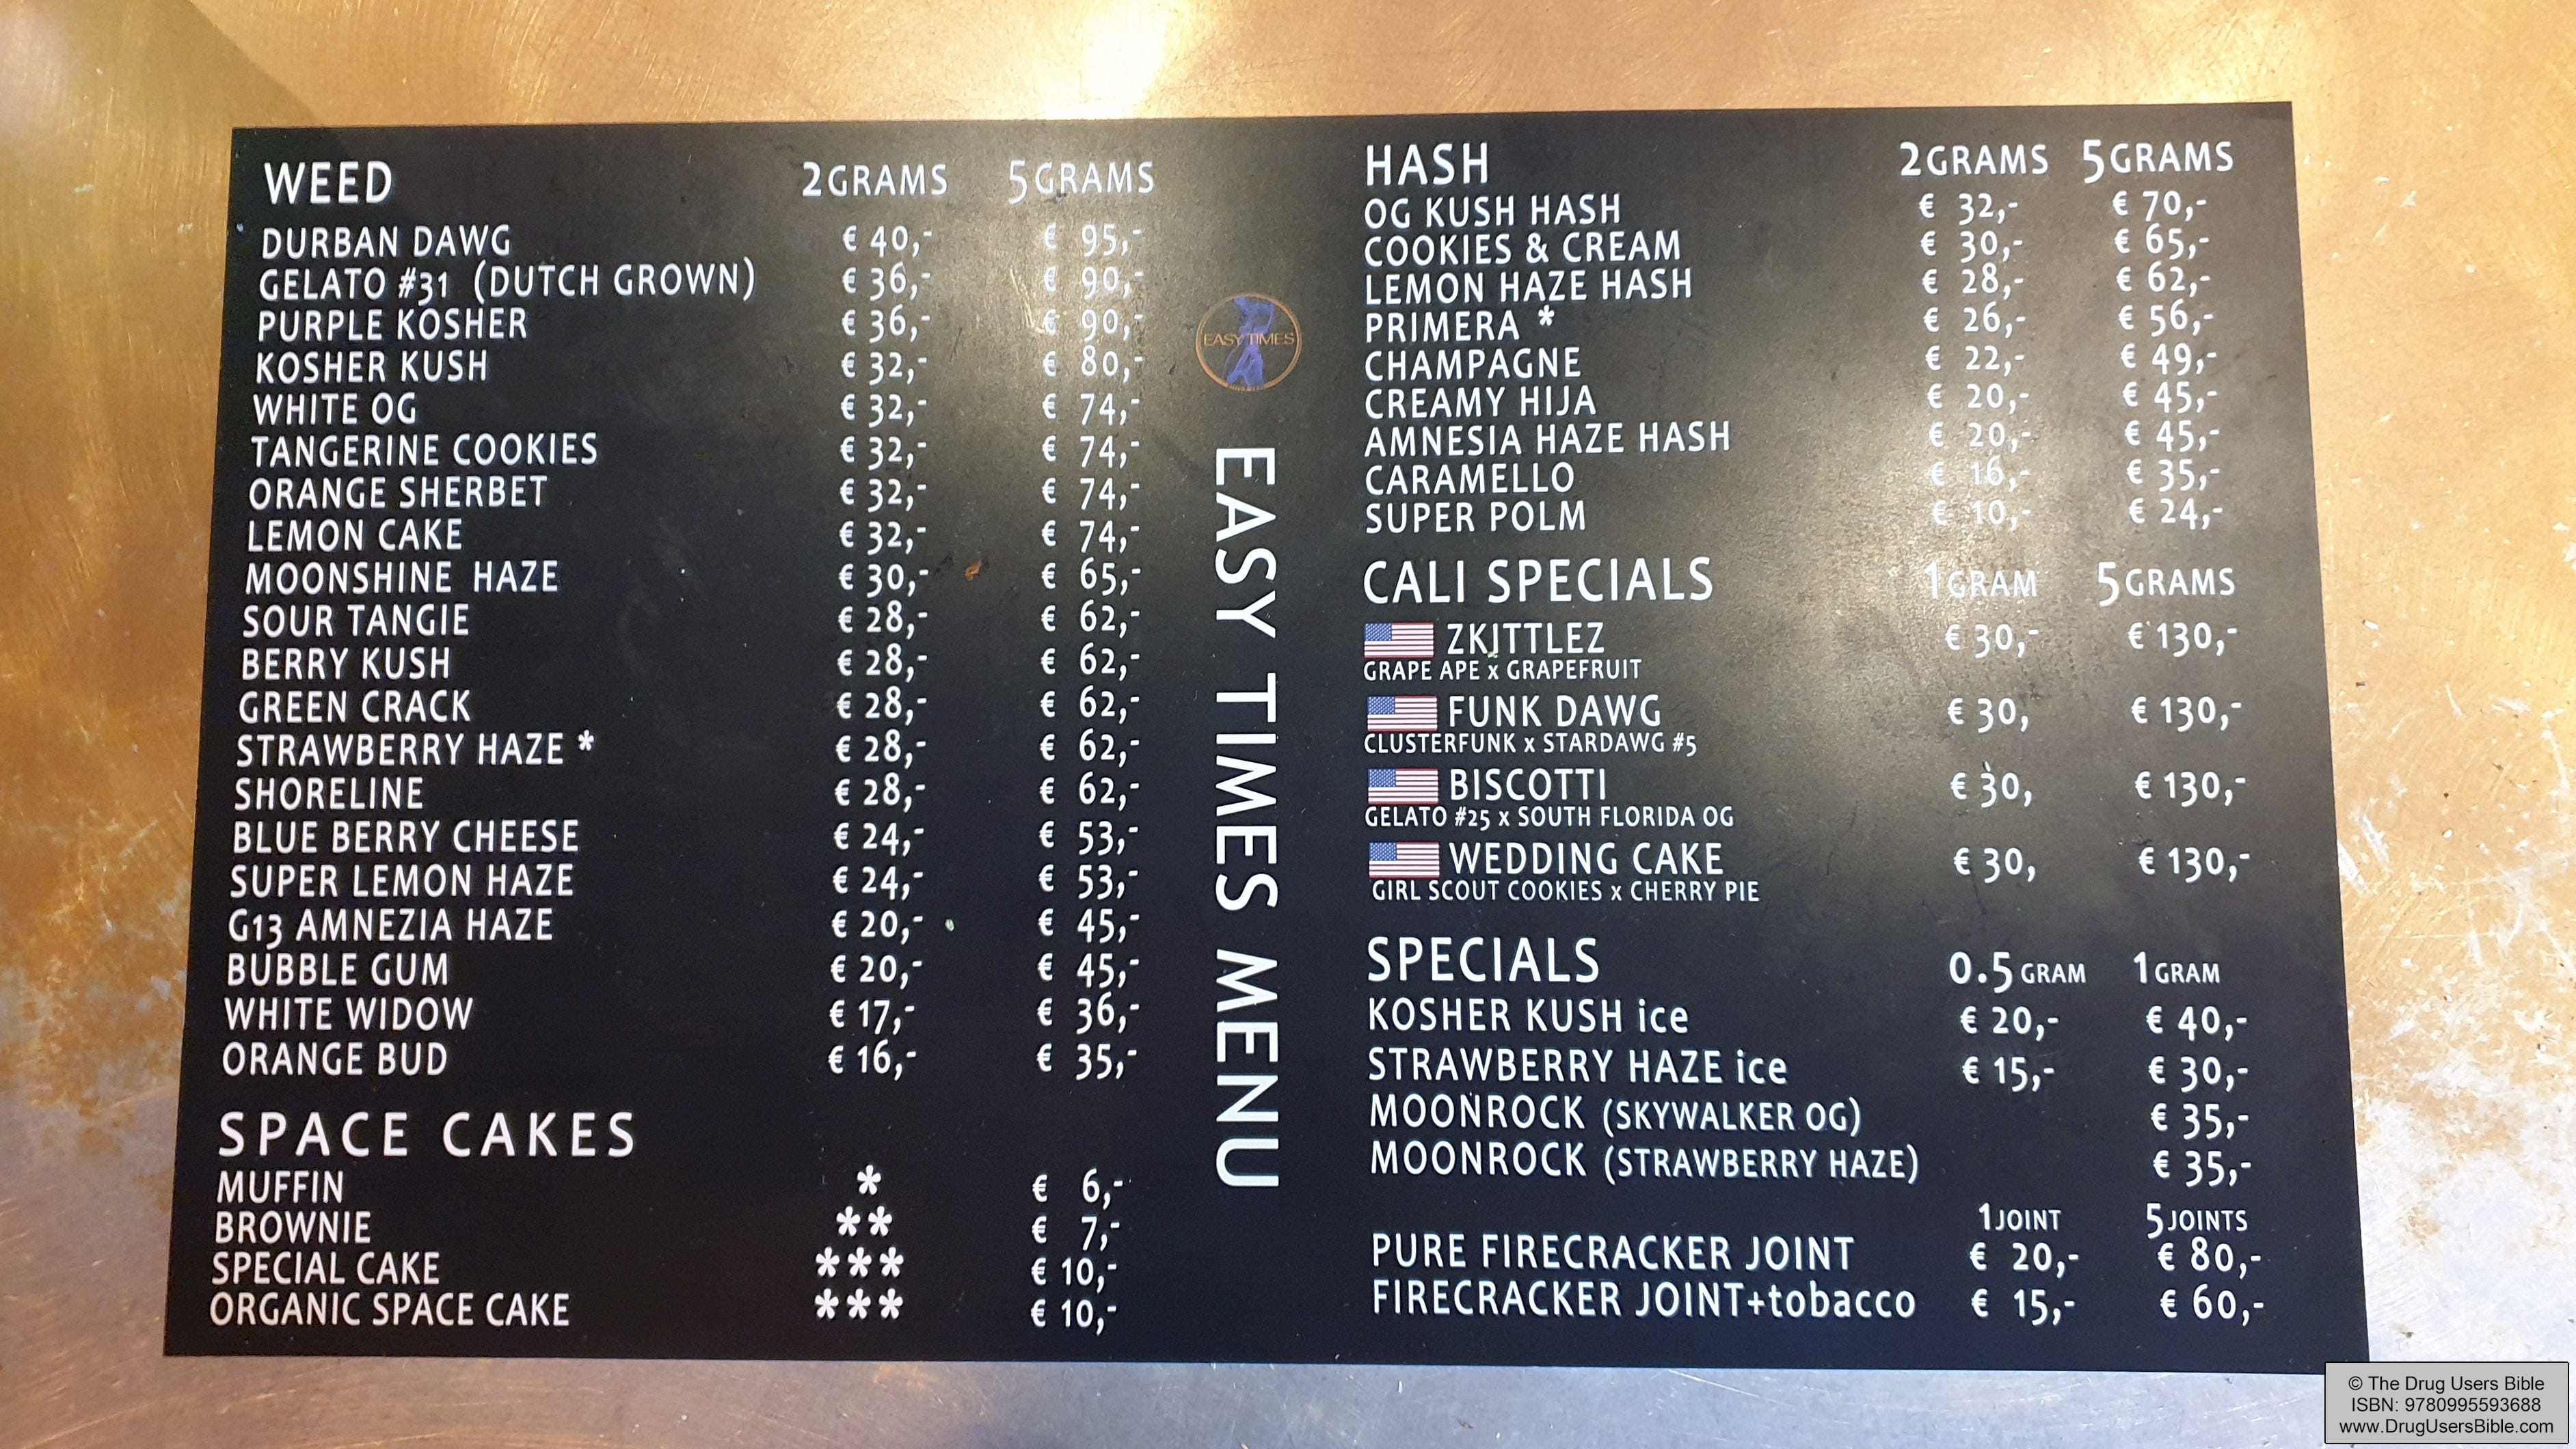 WEED 2GRAMS 5GRAMS
DURBAN DAWG € 40,- € 95,-
GELATO #31 (DUTCH GROWN) € 36,- € 90,-
PURPLE KOSHER € 36,- € 90,-
KOSHER KUSH € 32,- € 80,-
WHITE OG € 32,- € 74,-
TANGERINE COOKIES € 32,- € 74,-
ORANGE SHERBET € 32,- € 74,-
LEMON CAKE € 32,- € 74,-
MOONSHINE HAZE € 30,- € 65,-
SOUR TANGIE € 28,- € 62,-
BERRY KUSH € 28,- € 62,-
GREEN CRACK € 28,- € 62,-
STRAWBERRY HAZE * € 28,- € 62,-
SHORELINE € 28,- € 62,-
BLUE BERRY CHEESE € 24,- € 53,-
SUPER LEMON HAZE € 24,- € 53,-
G13 AMNEZIA HAZE € 20,- € 45,-
BUBBLE GUM € 20,- € 45,-
WHITE WIDOW € 17,- € 36,-
ORANGE BUD € 16,- € 35,-
SPACE CAKES
MUFFIN * € 6,-
BROWNIE ** € 7,-
SPECIAL CAKE *** € 10,-
ORGANIC SPACE CAKE *** € 10,-
EASY TIMES
EASY TIMES MENU
HASH 2GRAMS 5GRAMS
OG KUSH HASH € 32,- € 70,-
COOKIES & CREAM € 30,- € 65,-
LEMON HAZE HASH € 28,- € 62,-
PRIMERA * € 26,- € 56,-
CHAMPAGNE € 22,- € 49,-
CREAMY HIJA € 20,- € 45,-
AMNESIA HAZE HASH € 20,- € 45,-
CARAMELLO € 16,- € 35,-
SUPER POLM € 10,- € 24,-
CALI SPECIALS 1GRAM 5GRAMS
ZKITTLEZ € 30,- € 130,-
GRAPE APE x GRAPEFRUIT
FUNK DAWG € 30, € 130,-
CLUSTERFUNK x STARDAWG #5
BISCOTTI € 30, € 130,-
GELATO #25 x SOUTH FLORIDA OG
WEDDING CAKE € 30, € 130,-
GIRL SCOUT COOKIES x CHERRY PIE
SPECIALS 0.5 GRAM 1GRAM
KOSHER KUSH ice € 20,- € 40,-
STRAWBERRY HAZE ice € 15,- € 30,-
MOONROCK (SKYWALKER OG) € 35,-
MOONROCK (STRAWBERRY HAZE) € 35,-
1JOINT 5JOINTS
PURE FIRECRACKER JOINT € 20,- € 80,-
FIRECRACKER JOINT+tobacco € 15,- € 60,-
© The Drug Users Bible
ISBN: 9780995593688
www.DrugUsersBible.com